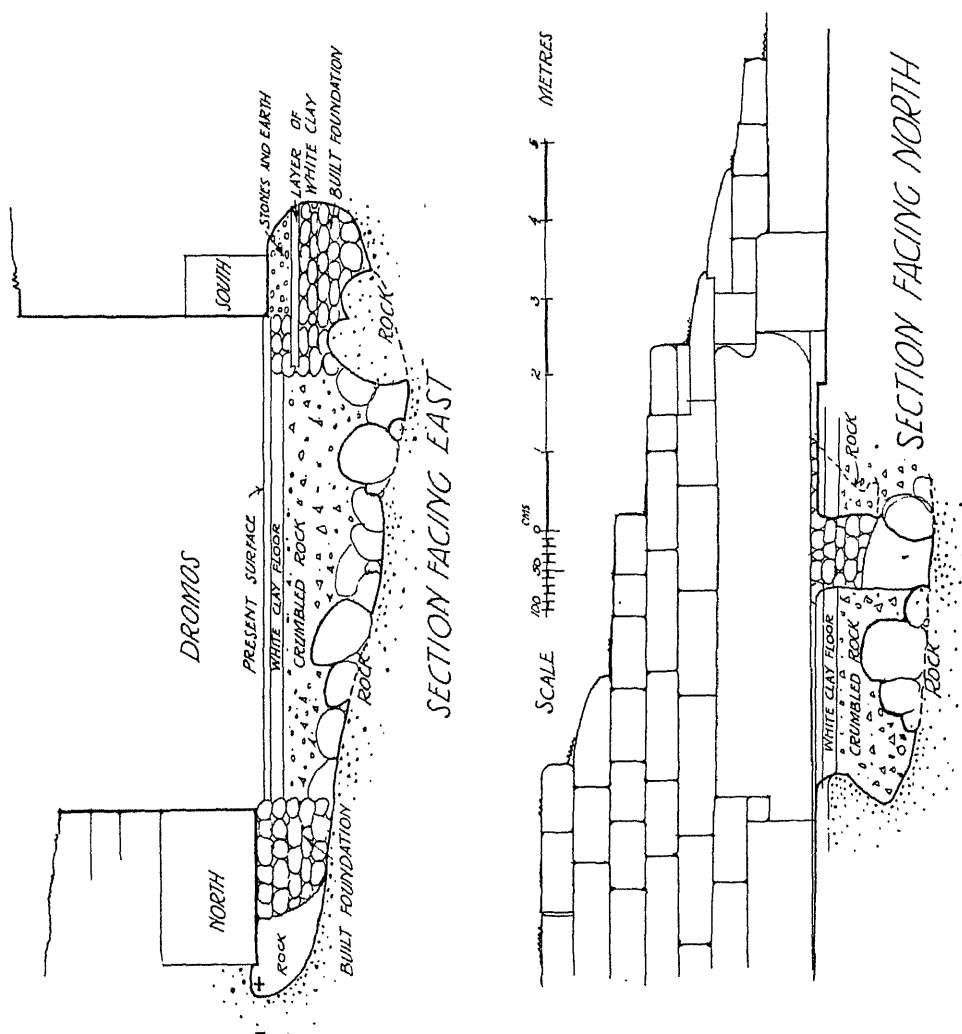 DROMOS
NORTH
SOUTH
STONES AND EARTH
LAYER OF
WHITE CLAY
BUILT FOUNDATION
PRESENT SURFACE
WHITE CLAY FLOOR
CRUMBLED ROCK
ROCK
ROCK
ROCK
BUILT FOUNDATION
SECTION FACING EAST
SCALE
100 50 0 1 2 3 4 5
CMS
METRES
WHITE CLAY FLOOR
CRUMBLED ROCK
ROCK
ROCK
SECTION FACING NORTH